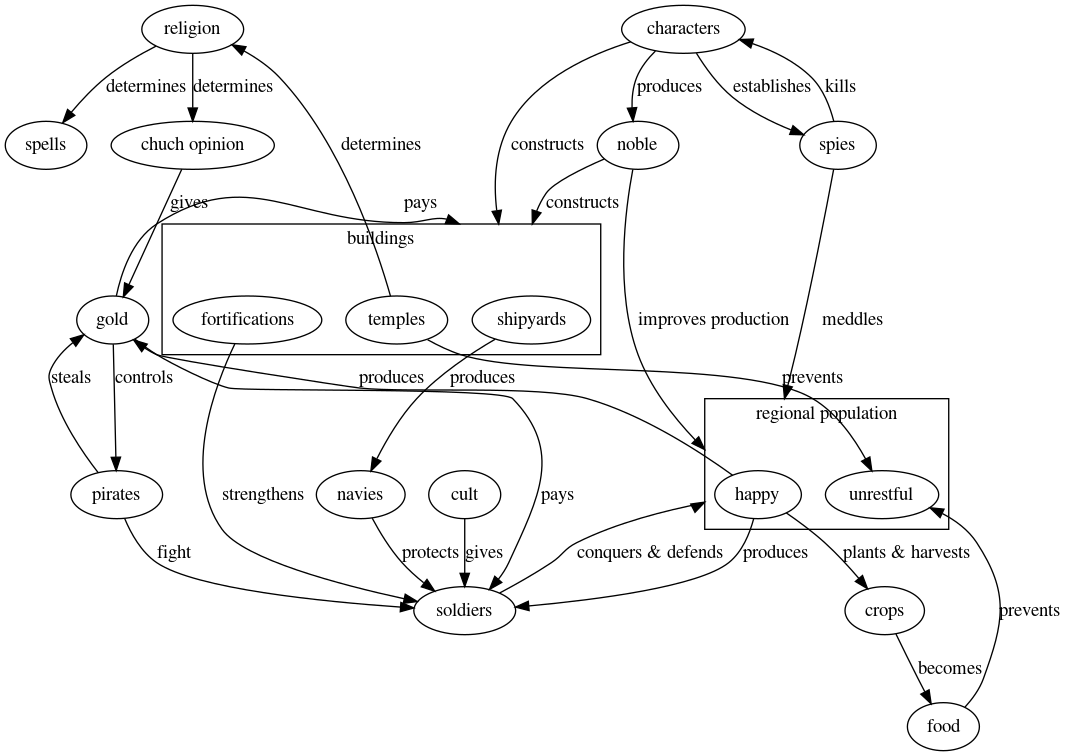 religion
characters
determines
determines
produces
establishes
kills
spells
chuch opinion
determines
constructs
noble
spies
gives
pays
constructs
buildings
gold
fortifications
temples
shipyards
improves production
meddles
steals
controls
produces
produces
prevents
regional population
pirates
strengthens
navies
cult
pays
happy
unrestful
fight
protects
gives
conquers & defends
produces
plants & harvests
soldiers
crops
prevents
becomes
food